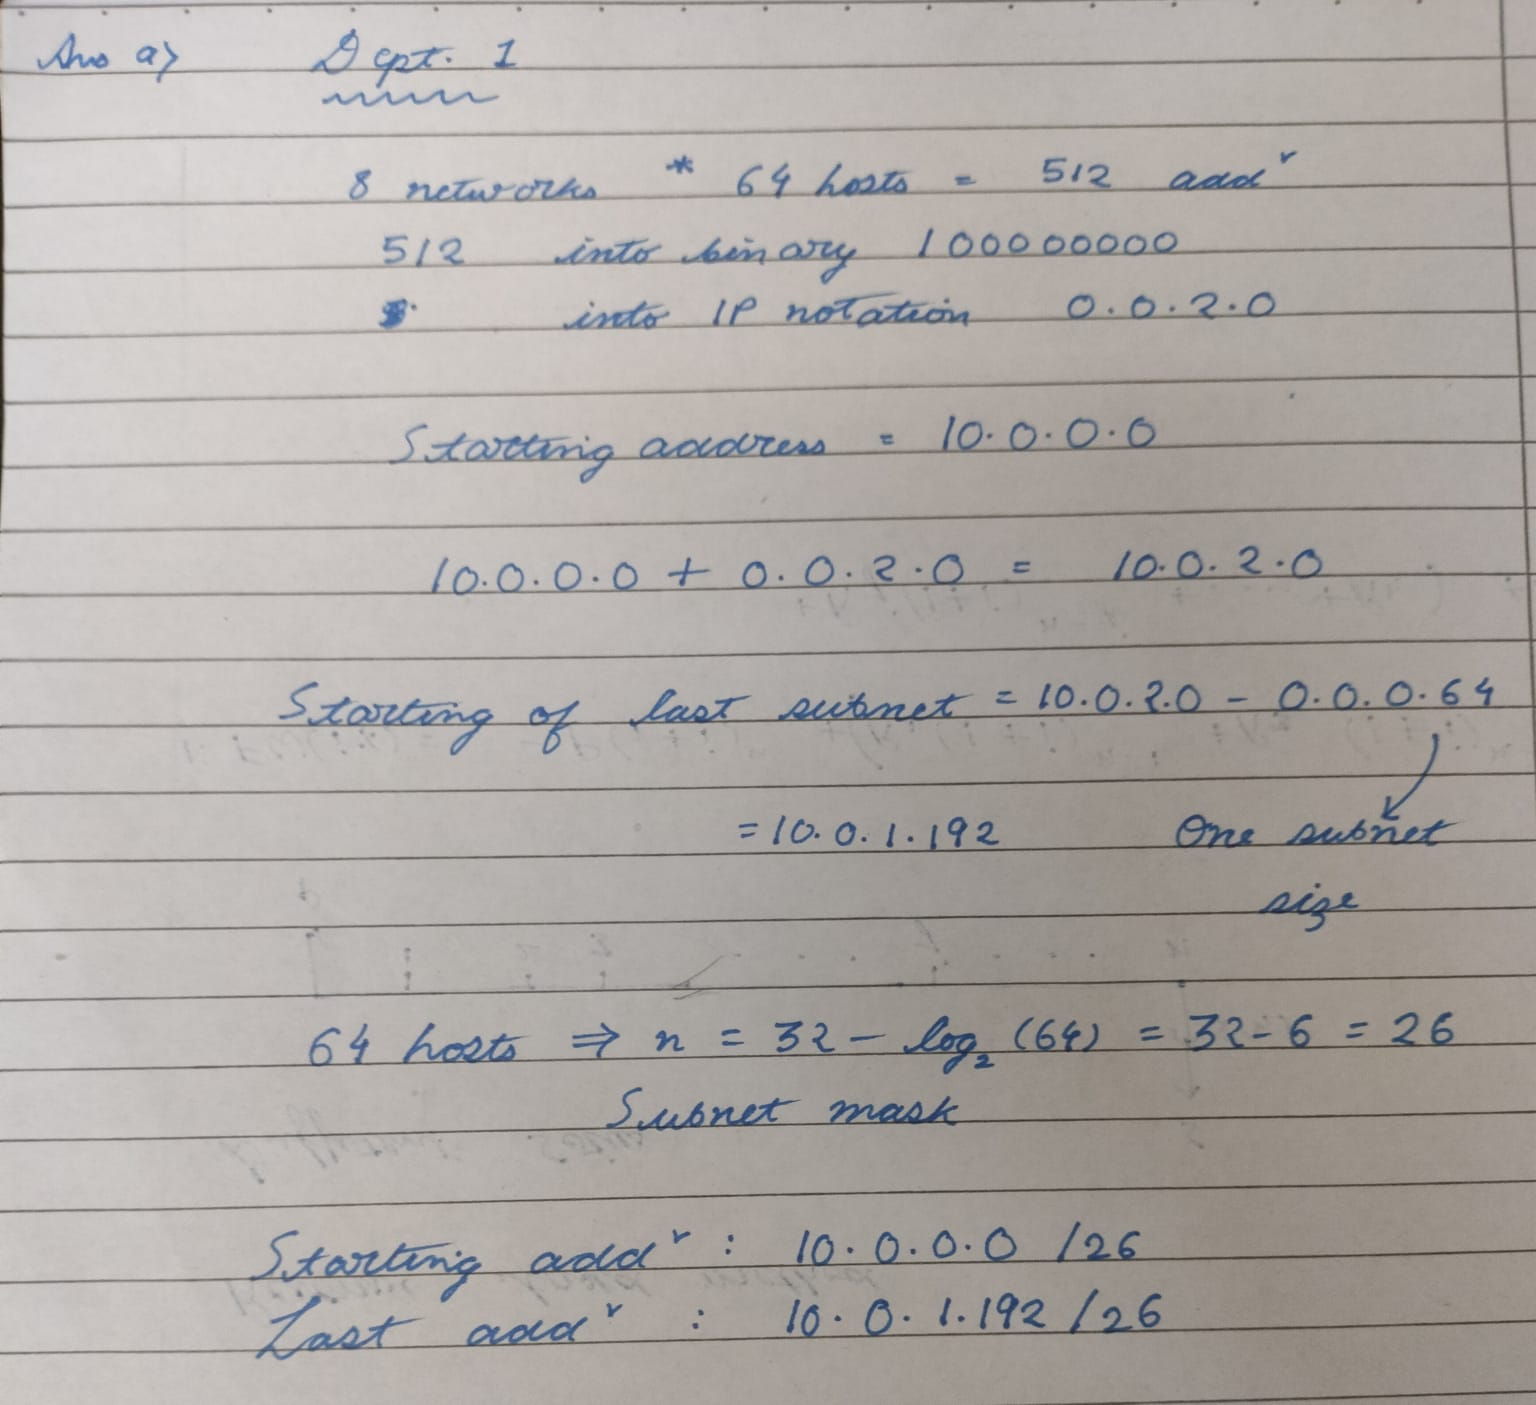 Ans a) Dept. 1
8 networks * 64 hosts = 512 addʳ
512 into binary 1000000000
into IP notation 0.0.2.0
Starting address = 10.0.0.0
10.0.0.0 + 0.0.2.0 = 10.0.2.0
Starting of last subnet = 10.0.2.0 - 0.0.0.64
= 10.0.1.192 One subnet
size
64 hosts ⇒ n = 32 - log₂ (64) = 32-6 = 26
Subnet mask
Starting addʳ : 10.0.0.0 /26
Last addʳ : 10.0.1.192 /26